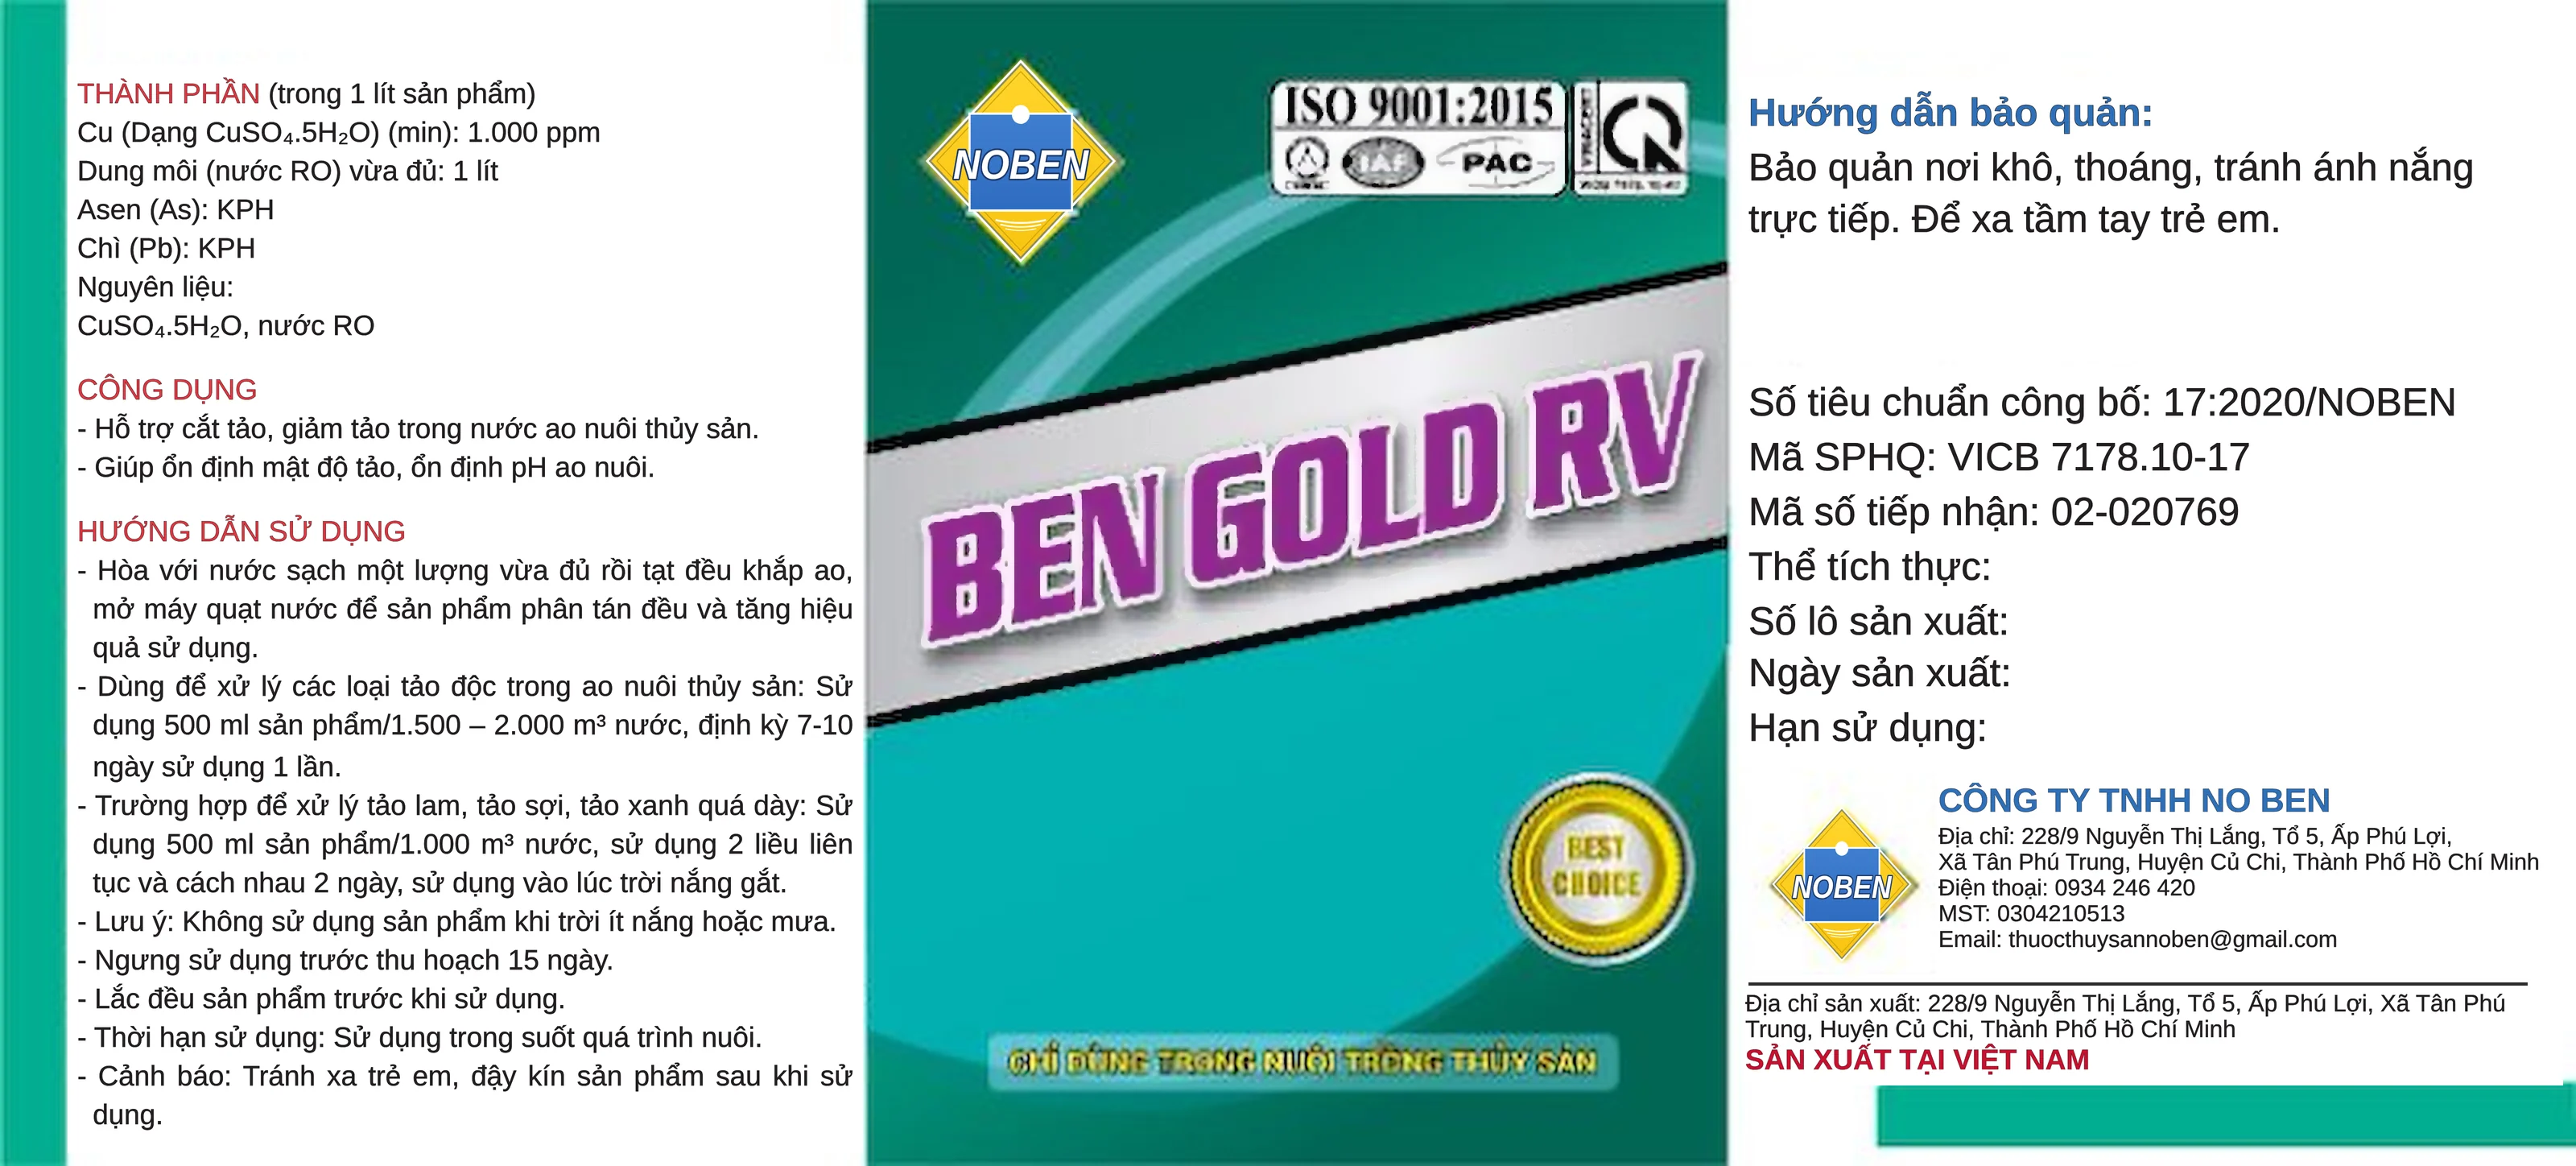 THÀNH PHẦN (trong 1 lít sản phẩm)
Cu (Dạng CuSO₄.5H₂O) (min): 1.000 ppm
Dung môi (nước RO) vừa đủ: 1 lít
Asen (As): KPH
Chì (Pb): KPH
Nguyên liệu:
CuSO₄.5H₂O, nước RO
CÔNG DỤNG
- Hỗ trợ cắt tảo, giảm tảo trong nước ao nuôi thủy sản.
- Giúp ổn định mật độ tảo, ổn định pH ao nuôi.
HƯỚNG DẪN SỬ DỤNG
- Hòa với nước sạch một lượng vừa đủ rồi tạt đều khắp ao,
mở máy quạt nước để sản phẩm phân tán đều và tăng hiệu
quả sử dụng.
- Dùng để xử lý các loại tảo độc trong ao nuôi thủy sản: Sử
dụng 500 ml sản phẩm/1.500 – 2.000 m³ nước, định kỳ 7-10
ngày sử dụng 1 lần.
- Trường hợp để xử lý tảo lam, tảo sợi, tảo xanh quá dày: Sử
dụng 500 ml sản phẩm/1.000 m³ nước, sử dụng 2 liều liên
tục và cách nhau 2 ngày, sử dụng vào lúc trời nắng gắt.
- Lưu ý: Không sử dụng sản phẩm khi trời ít nắng hoặc mưa.
- Ngưng sử dụng trước thu hoạch 15 ngày.
- Lắc đều sản phẩm trước khi sử dụng.
- Thời hạn sử dụng: Sử dụng trong suốt quá trình nuôi.
- Cảnh báo: Tránh xa trẻ em, đậy kín sản phẩm sau khi sử
dụng.
NOBEN
ISO 9001:2015
IAF
PAC
BEN GOLD RV
BEST
CHOICE
CHỈ DÙNG TRONG NUÔI TRỒNG THỦY SẢN
Hướng dẫn bảo quản:
Bảo quản nơi khô, thoáng, tránh ánh nắng
trực tiếp. Để xa tầm tay trẻ em.
Số tiêu chuẩn công bố: 17:2020/NOBEN
Mã SPHQ: VICB 7178.10-17
Mã số tiếp nhận: 02-020769
Thể tích thực:
Số lô sản xuất:
Ngày sản xuất:
Hạn sử dụng:
NOBEN
CÔNG TY TNHH NO BEN
Địa chỉ: 228/9 Nguyễn Thị Lắng, Tổ 5, Ấp Phú Lợi,
Xã Tân Phú Trung, Huyện Củ Chi, Thành Phố Hồ Chí Minh
Điện thoại: 0934 246 420
MST: 0304210513
Email: thuocthuysannoben@gmail.com
Địa chỉ sản xuất: 228/9 Nguyễn Thị Lắng, Tổ 5, Ấp Phú Lợi, Xã Tân Phú
Trung, Huyện Củ Chi, Thành Phố Hồ Chí Minh
SẢN XUẤT TẠI VIỆT NAM